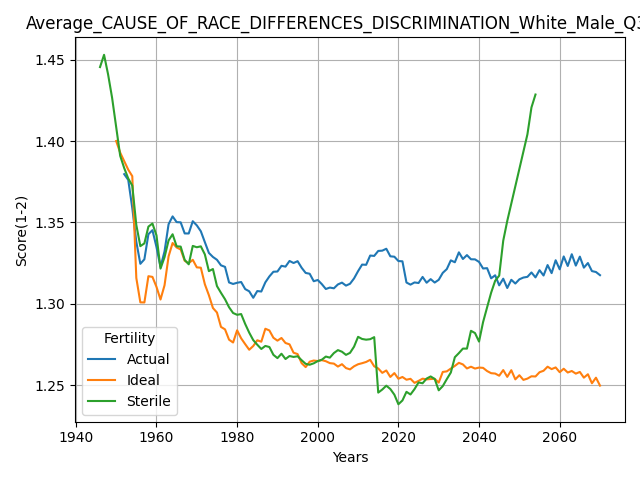 Average_CAUSE_OF_RACE_DIFFERENCES_DISCRIMINATION_White_Male_Q3
1.45
1.40
1.35
1.30
1.25
Score(1-2)
Fertility
Actual
Ideal
Sterile
1940
1960
1980
2000
2020
2040
2060
Years